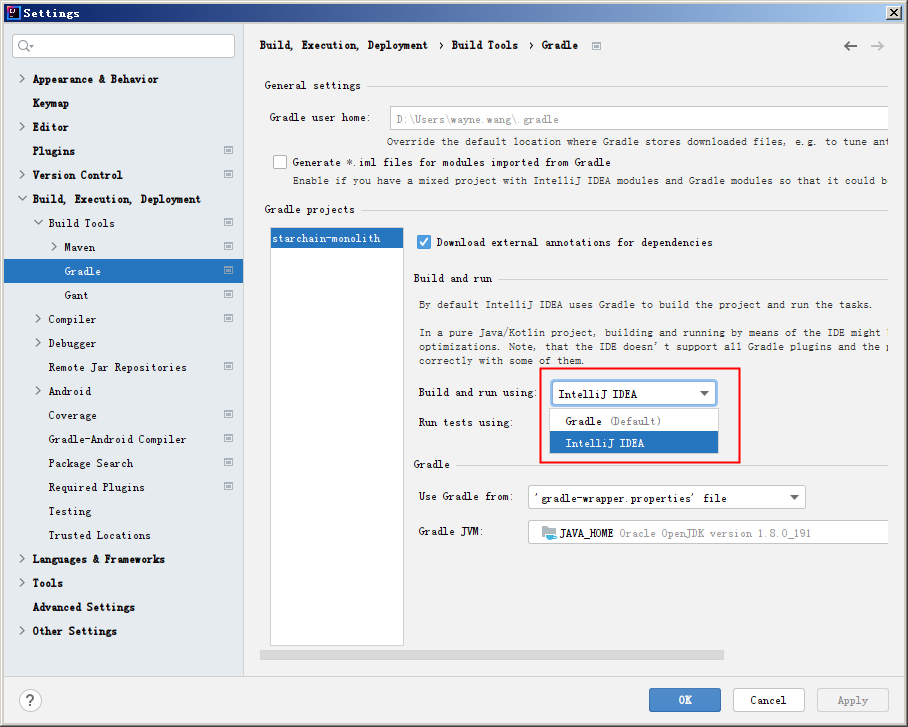 Settings
Build, Execution, Deployment › Build Tools › Gradle
Appearance & Behavior
Keymap
Editor
Plugins
Version Control
Build, Execution, Deployment
Build Tools
Maven
Gradle
Gant
Compiler
Debugger
Remote Jar Repositories
Android
Coverage
Gradle-Android Compiler
Package Search
Required Plugins
Testing
Trusted Locations
Languages & Frameworks
Tools
Advanced Settings
Other Settings
General settings
Gradle user home: D:\Users\wayne.wang\.gradle
Override the default location where Gradle stores downloaded files, e.g. to tune ant
Generate *.iml files for modules imported from Gradle
Enable if you have a mixed project with IntelliJ IDEA modules and Gradle modules so that it could b
Gradle projects
starchain-monolith
Download external annotations for dependencies
Build and run
By default IntelliJ IDEA uses Gradle to build the project and run the tasks.
In a pure Java/Kotlin project, building and running by means of the IDE might
optimizations. Note, that the IDE doesn't support all Gradle plugins and the p
correctly with some of them.
Build and run using: IntelliJ IDEA
Gradle (Default)
Run tests using:
IntelliJ IDEA
Gradle
Use Gradle from: 'gradle-wrapper.properties' file
Gradle JVM: JAVA_HOME Oracle OpenJDK version 1.8.0_191
?
OK
Cancel
Apply